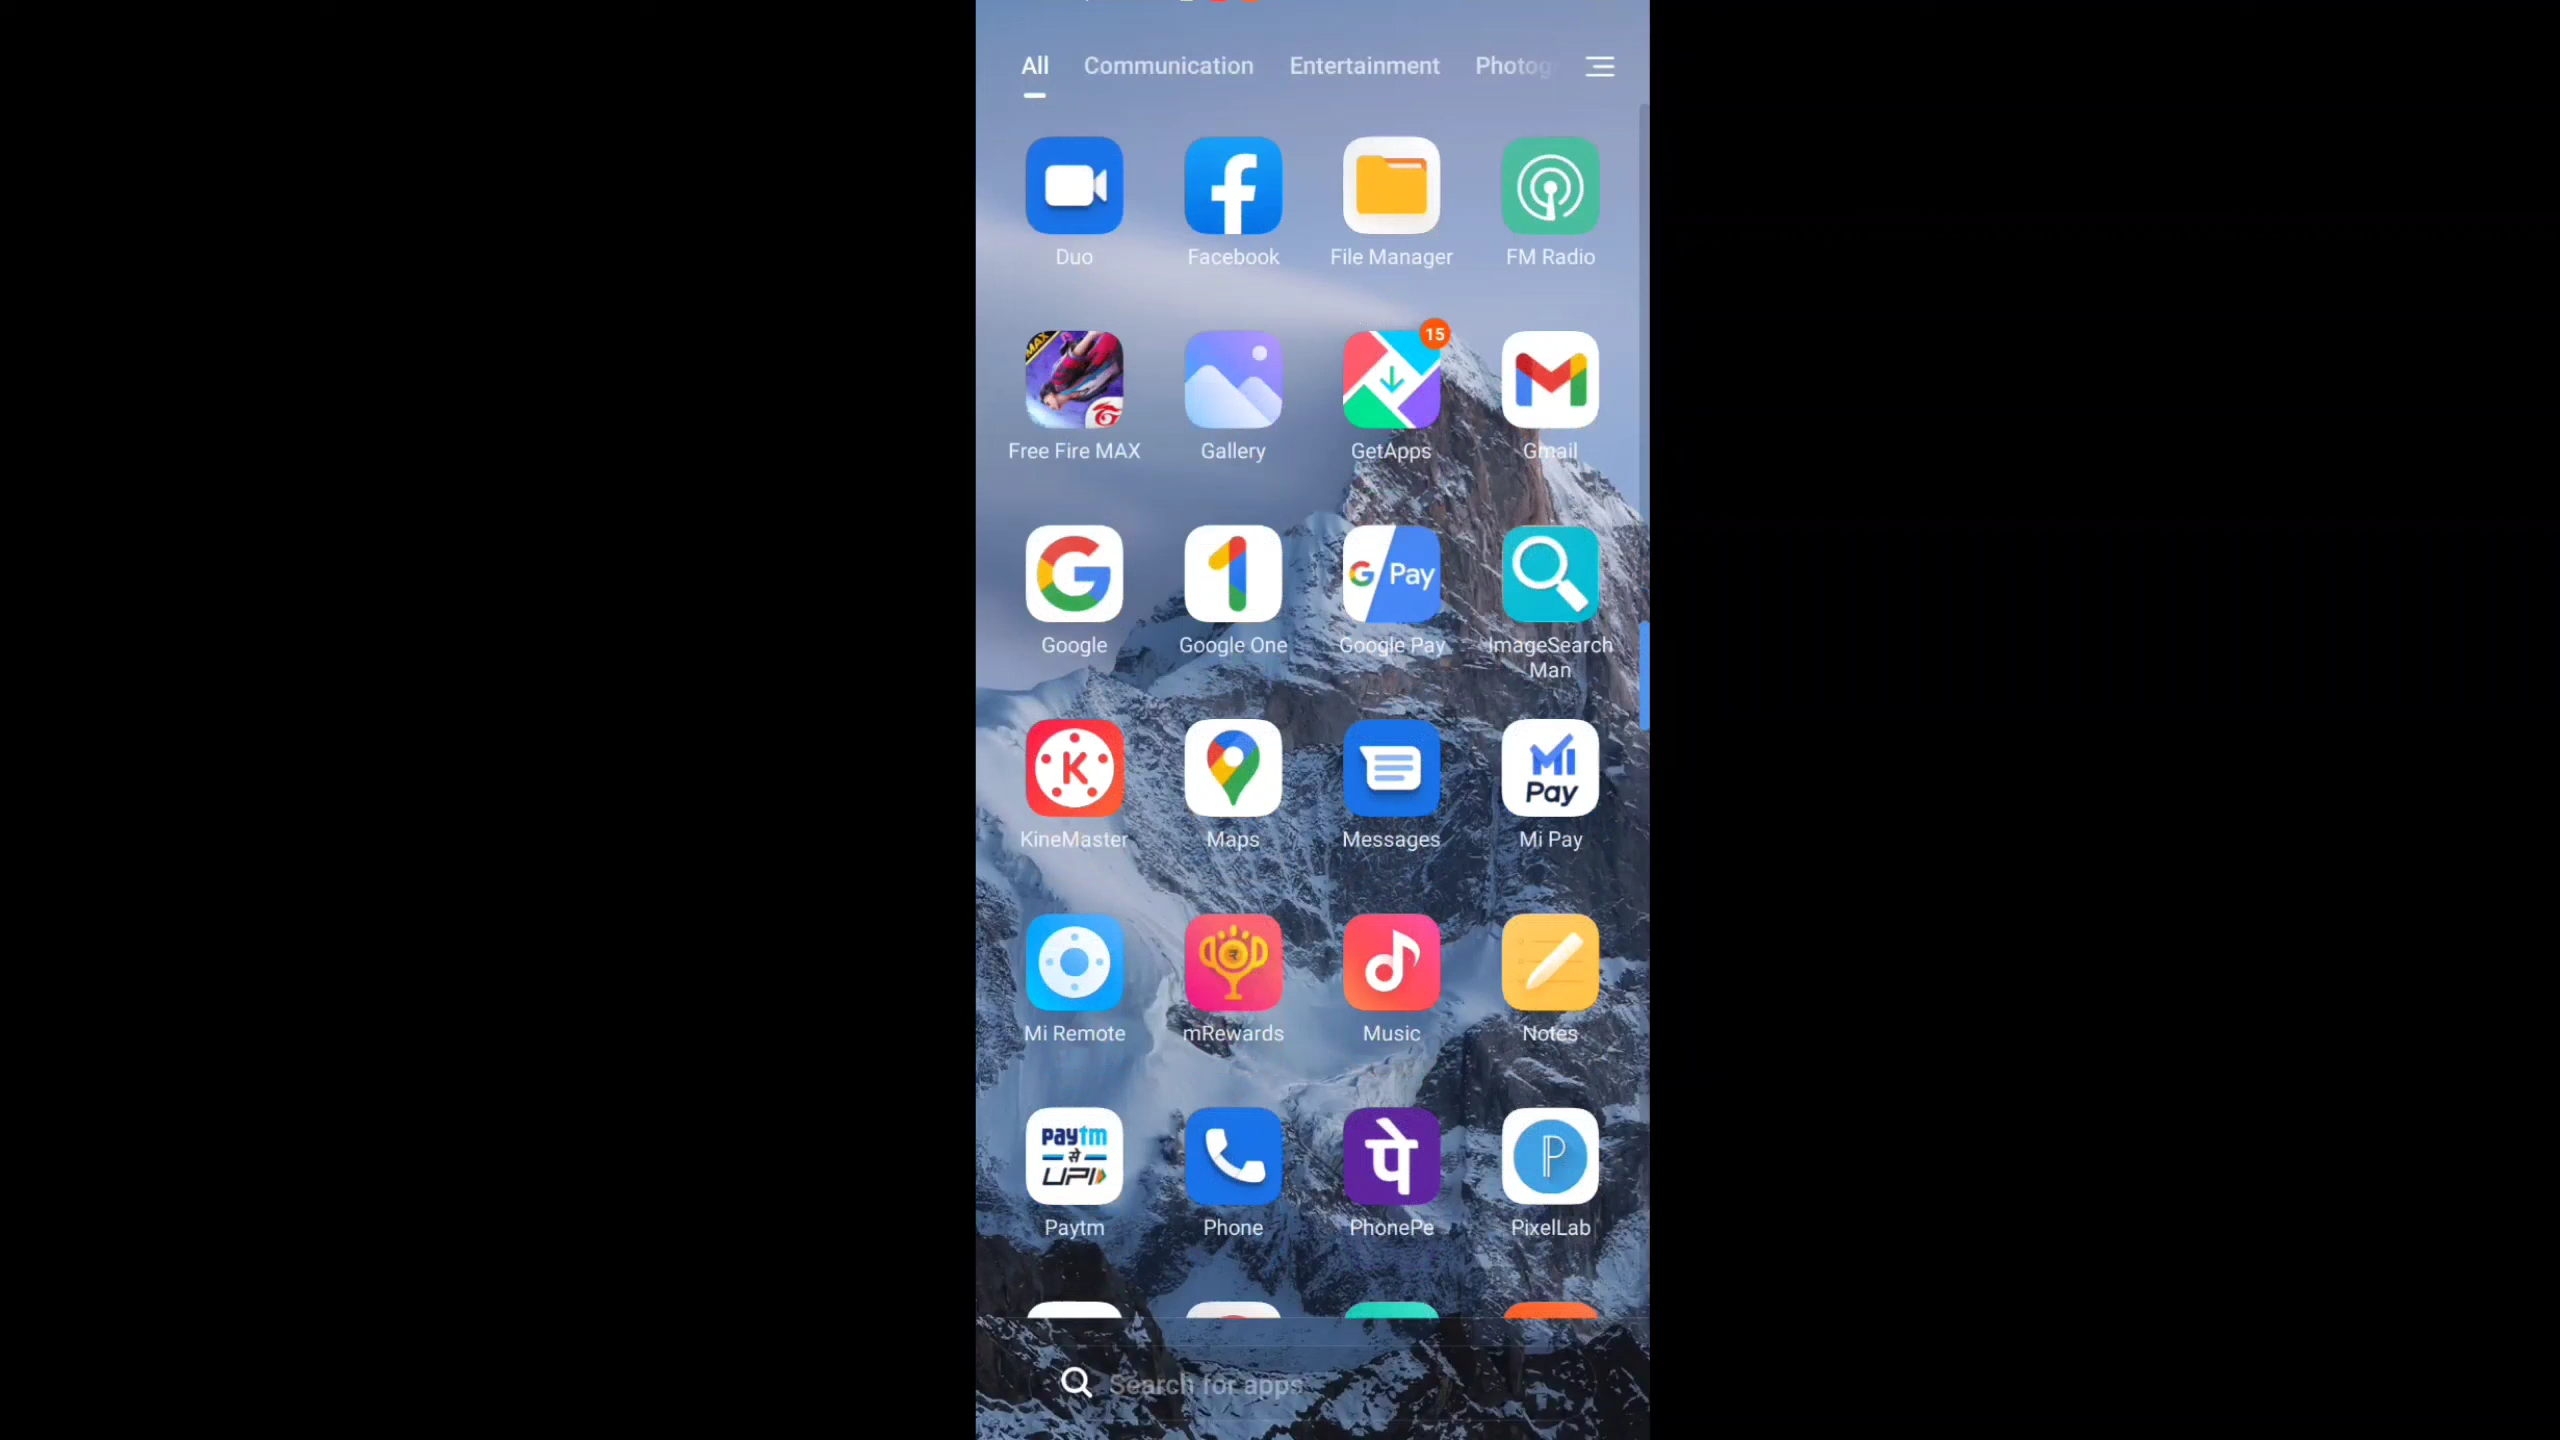 All Communication Entertainment Photog
Duo Facebook File Manager FM Radio
MAX
15
Free Fire MAX Gallery GetApps Gmail
G Pay
Google Google One Google Pay ImageSearch
Man
K
MI
Pay
KineMaster Maps Messages Mi Pay
Mi Remote mRewards Music Notes
paytm
से
UPI
पे
P
Paytm Phone PhonePe PixelLab
Search for apps